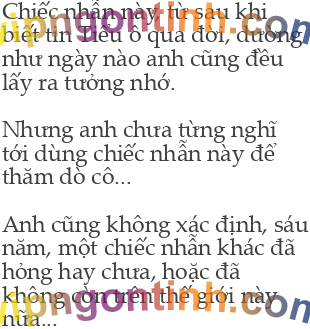 Chiếc nhẫn này, từ sau khi
biết tin Tiểu ô qua đời, dường
như ngày nào anh cũng đều
lấy ra tưởng nhớ.
Nhưng anh chưa từng nghĩ
tới dùng chiếc nhẫn này để
thăm dò cô...
Anh cũng không xác định, sáu
năm, một chiếc nhẫn khác đã
hỏng hay chưa, hoặc đã
không còn trên thế giới này
nữa...